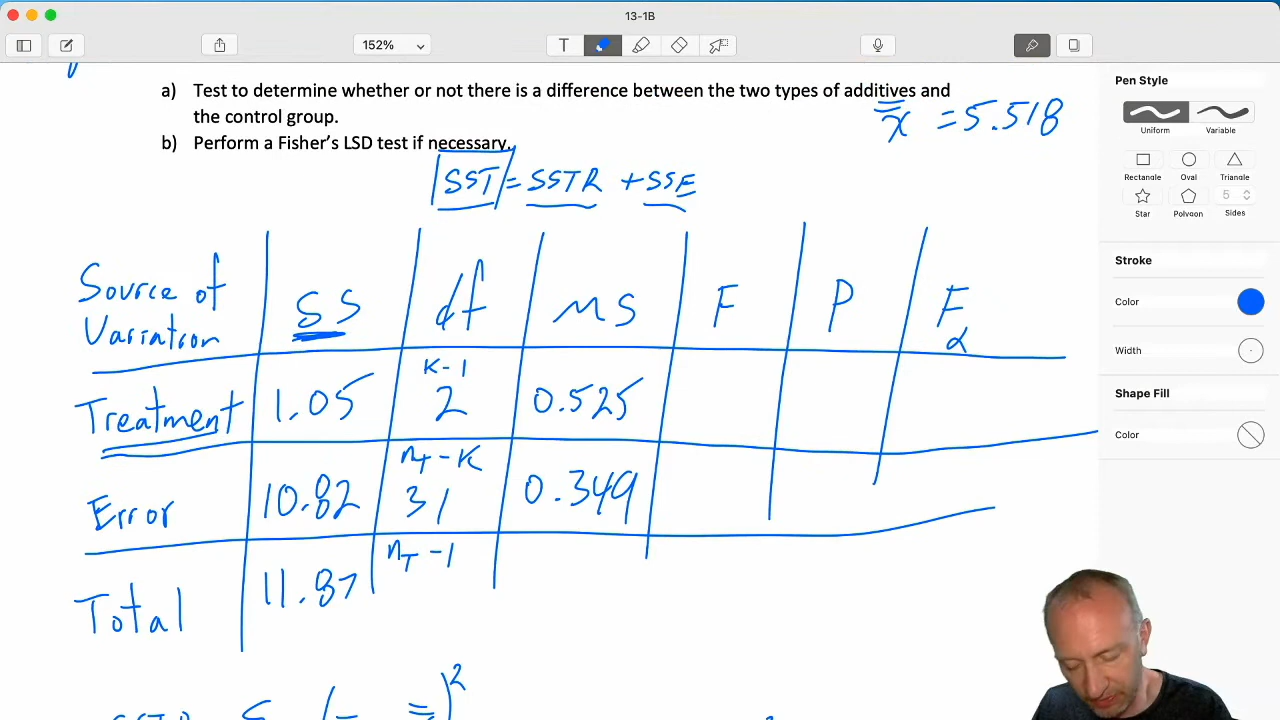 13-1B
152%
T
a) Test to determine whether or not there is a difference between the two types of additives and
the control group.
b) Perform a Fisher's LSD test if necessary.
x̿ = 5.518
SST = SSTR + SSE
Source of
Variation
SS
df
MS
F
P
Fα
Treatment
1.05
K-1
2
0.525
Error
10.82
nT - K
31
0.349
Total
11.87
nT - 1
Pen Style
Uniform
Variable
Rectangle
Oval
Triangle
Star
Polygon
5
Sides
Stroke
Color
Width
Shape Fill
Color